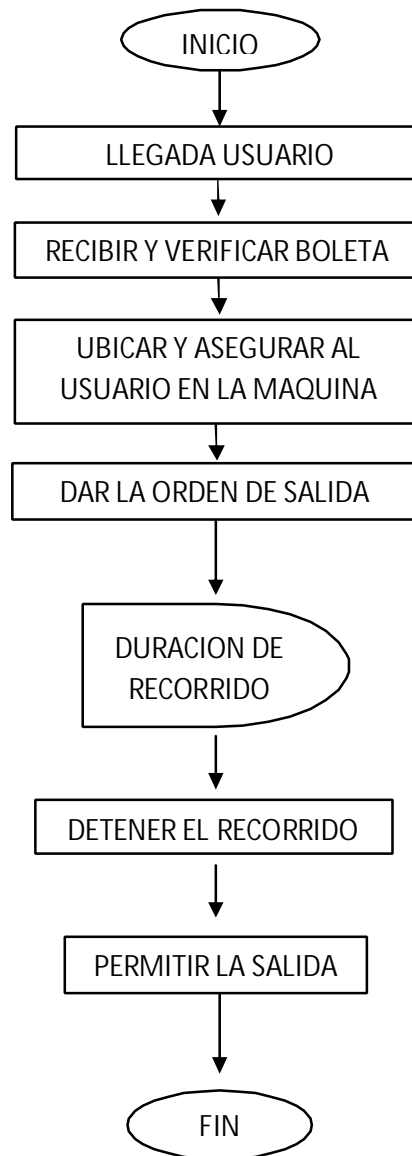 INICIO
LLEGADA USUARIO
RECIBIR Y VERIFICAR BOLETA
UBICAR Y ASEGURAR AL
USUARIO EN LA MAQUINA
DAR LA ORDEN DE SALIDA
DURACION DE
RECORRIDO
DETENER EL RECORRIDO
PERMITIR LA SALIDA
FIN